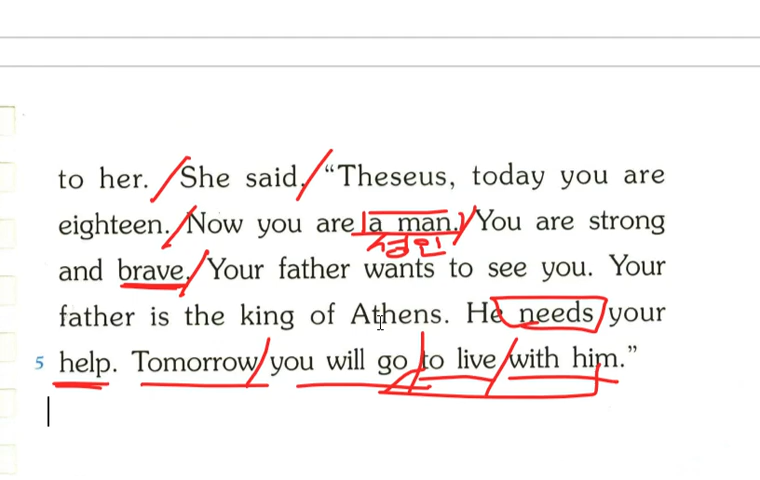 to her. She said, “Theseus, today you are
eighteen. Now you are a man. You are strong
성인
and brave. Your father wants to see you. Your
father is the king of Athens. He needs your
5 help. Tomorrow you will go to live with him.”